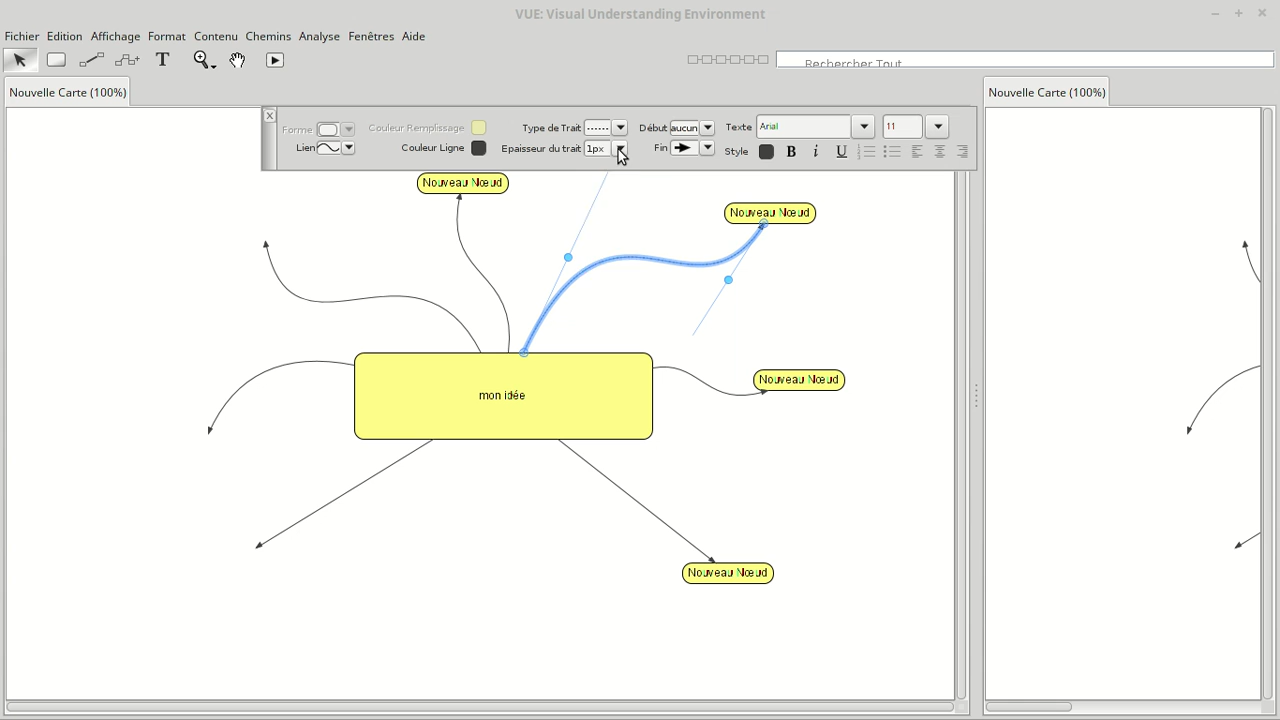 VUE: Visual Understanding Environment
Fichier Edition Affichage Format Contenu Chemins Analyse Fenêtres Aide
Rechercher Tout
Nouvelle Carte (100%)
Nouvelle Carte (100%)
X
Forme Couleur Remplissage Type de Trait Début aucun Texte Arial 11
Lien Couleur Ligne Epaisseur du trait 1px Fin Style B i U
Nouveau Nœud
Nouveau Nœud
Nouveau Nœud
mon idée
Nouveau Nœud